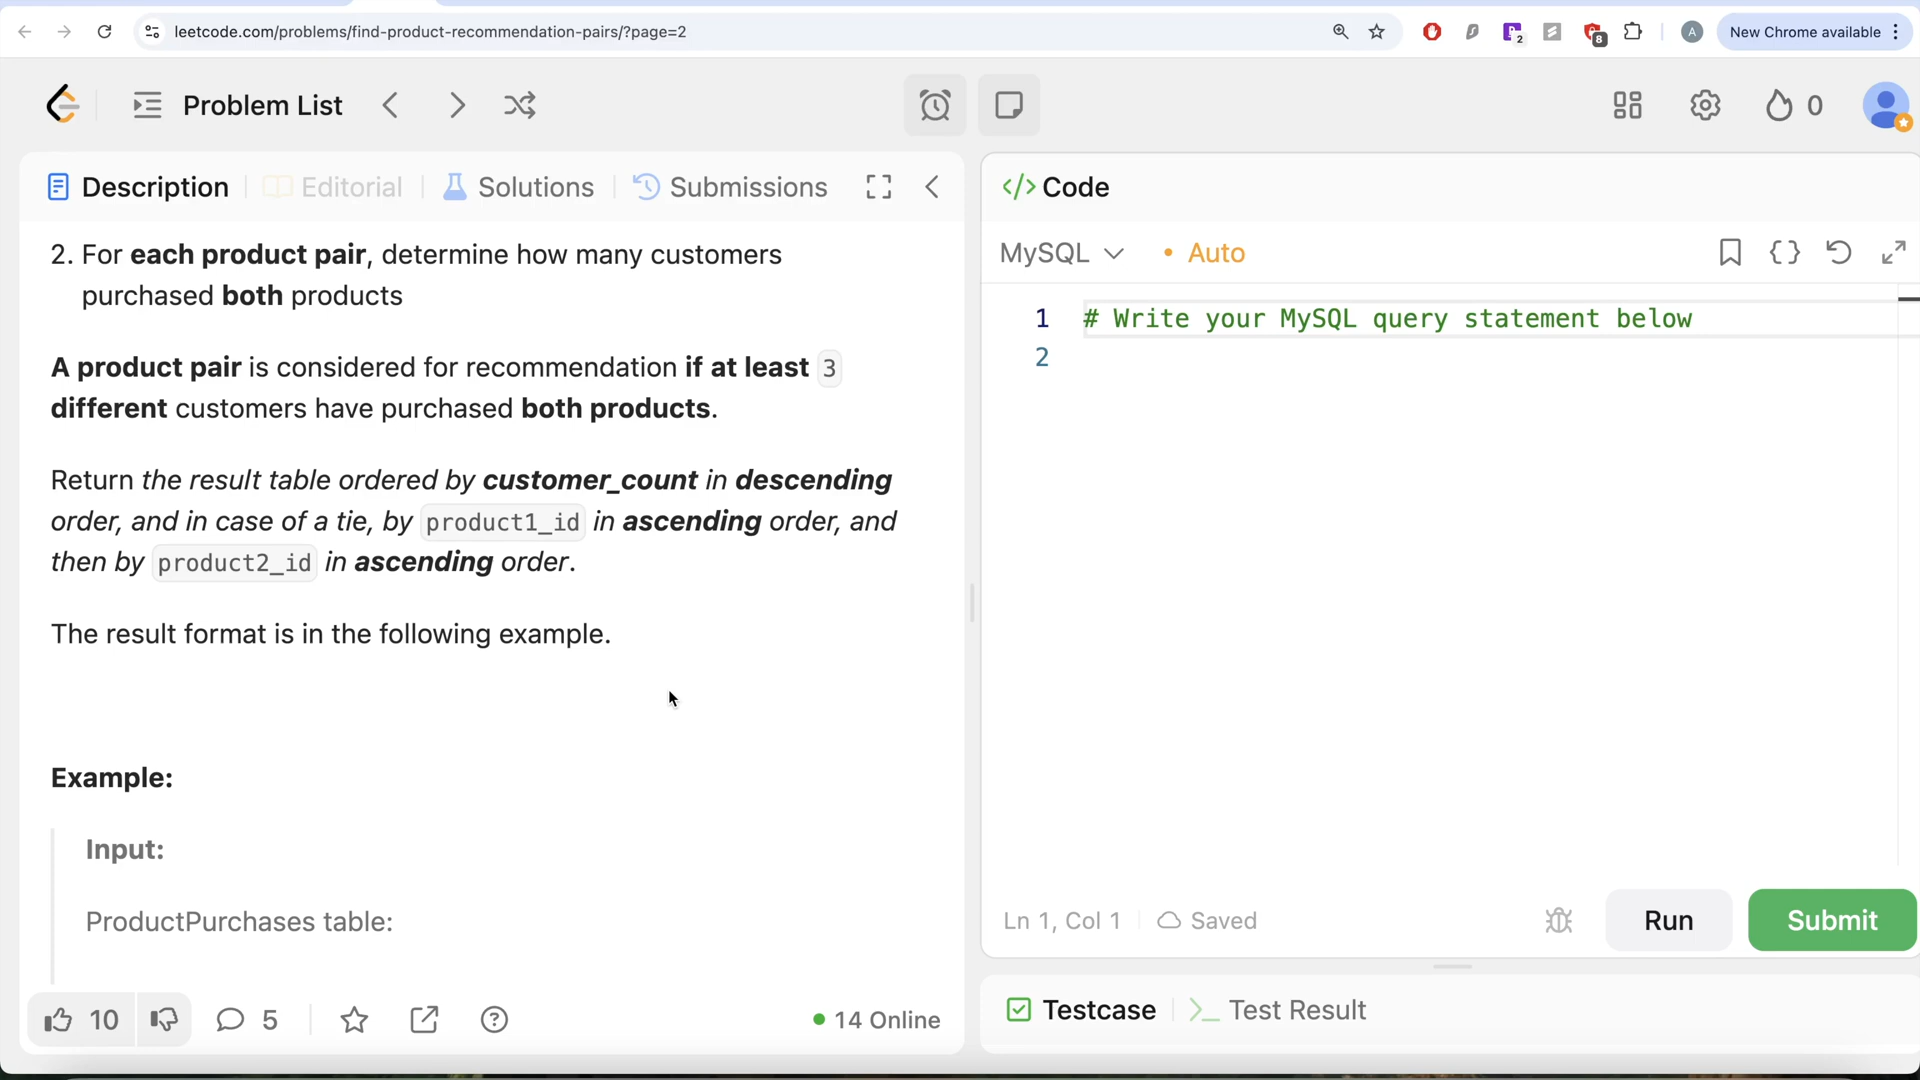 leetcode.com/problems/find-product-recommendation-pairs/?page=2
2
8
A
New Chrome available
Problem List
0
Description
Editorial
Solutions
Submissions
2. For each product pair, determine how many customers
purchased both products
A product pair is considered for recommendation if at least 3
different customers have purchased both products.
Return the result table ordered by customer_count in descending
order, and in case of a tie, by product1_id in ascending order, and
then by product2_id in ascending order.
The result format is in the following example.
Example:
Input:
ProductPurchases table:
10
5
14 Online
</> Code
MySQL
• Auto
1 # Write your MySQL query statement below
2
Ln 1, Col 1
Saved
Run
Submit
Testcase
Test Result